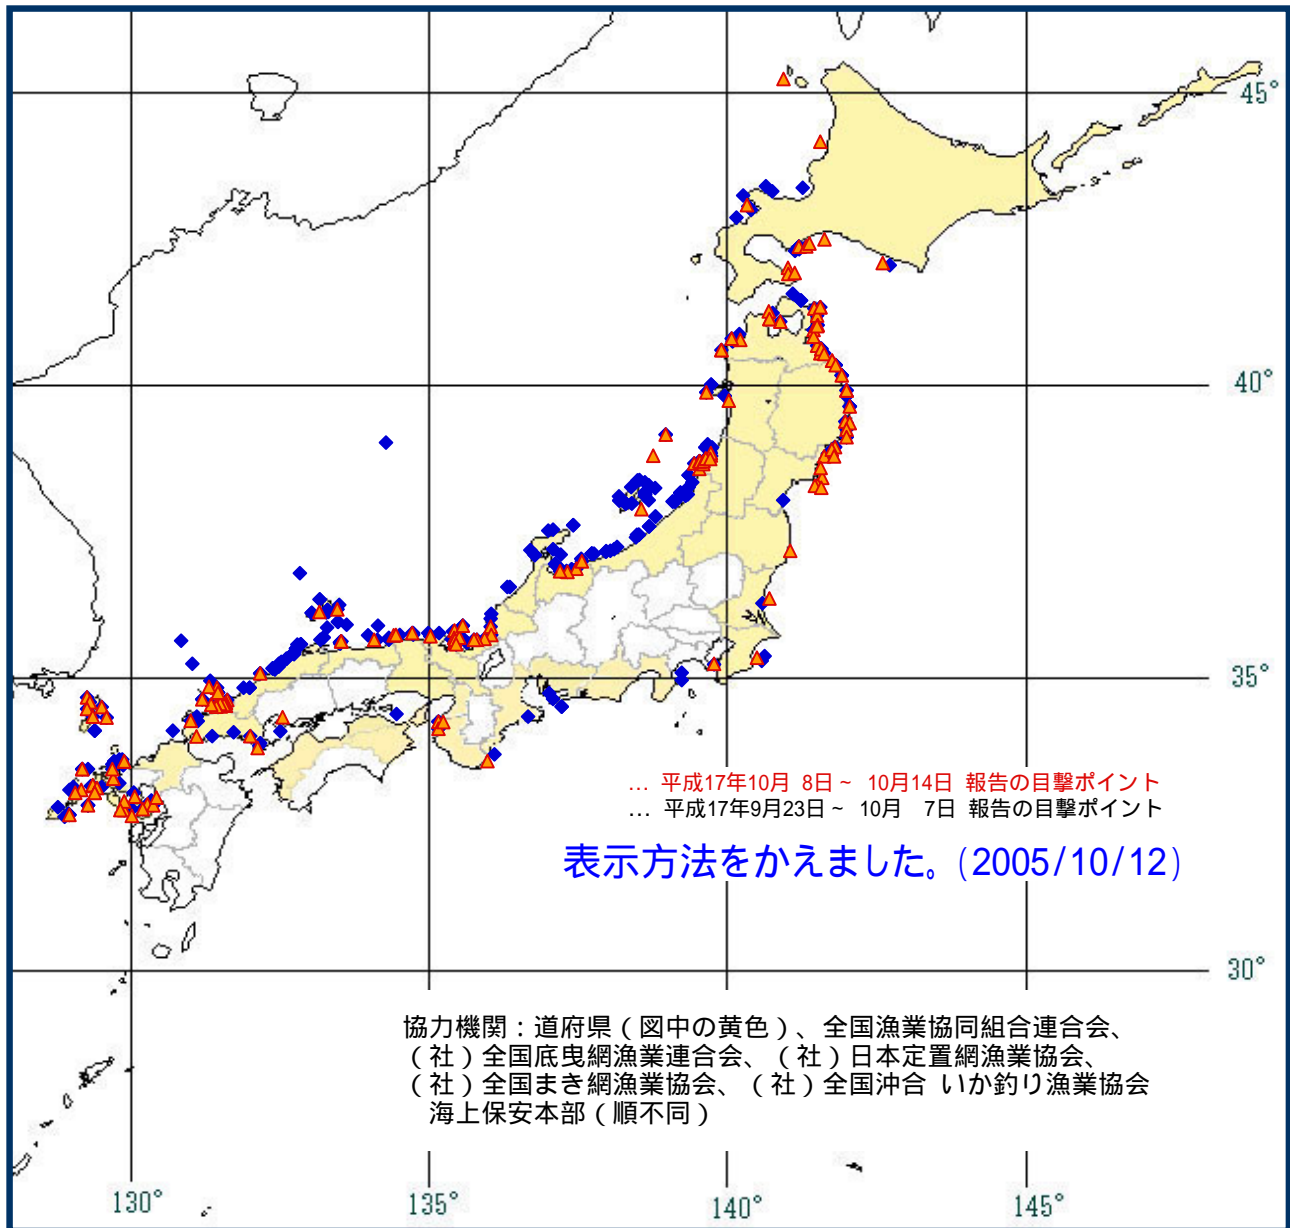 45°
40°
35°
… 平成17年10月 8日~ 10月14日 報告の目撃ポイント
… 平成17年9月23日~ 10月 7日 報告の目撃ポイント
表示方法をかえました。(2005/10/12)
30°
協力機関:道府県(図中の黄色)、全国漁業協同組合連合会、
(社)全国底曳網漁業連合会、(社)日本定置網漁業協会、
(社)全国まき網漁業協会、(社)全国沖合 いか釣り漁業協会
海上保安本部(順不同)
130° 135° 140° 145°